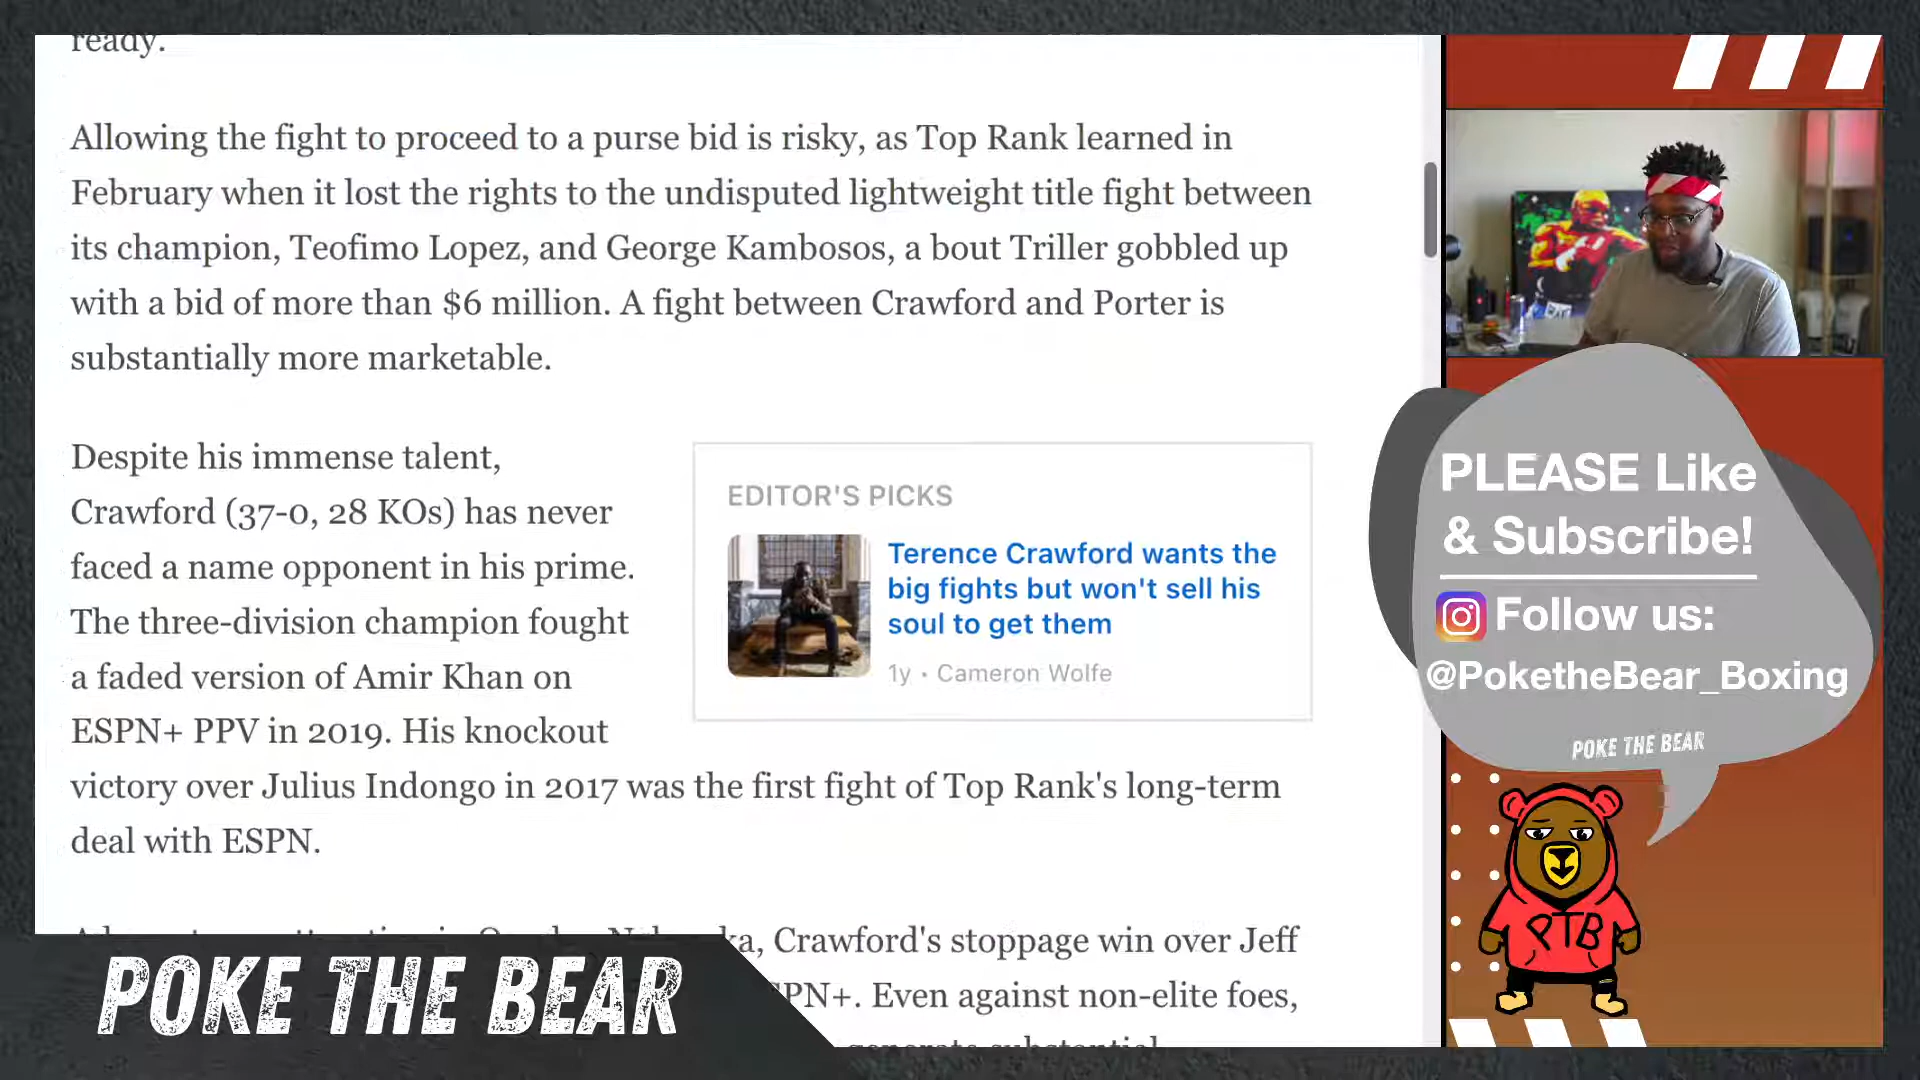 ready.
Allowing the fight to proceed to a purse bid is risky, as Top Rank learned in
February when it lost the rights to the undisputed lightweight title fight between
its champion, Teofimo Lopez, and George Kambosos, a bout Triller gobbled up
with a bid of more than $6 million. A fight between Crawford and Porter is
substantially more marketable.
Despite his immense talent,
Crawford (37-0, 28 KOs) has never
faced a name opponent in his prime.
The three-division champion fought
a faded version of Amir Khan on
ESPN+ PPV in 2019. His knockout
victory over Julius Indongo in 2017 was the first fight of Top Rank's long-term
deal with ESPN.
EDITOR'S PICKS
Terence Crawford wants the
big fights but won't sell his
soul to get them
1y • Cameron Wolfe
Crawford's stoppage win over Jeff
Even against non-elite foes,
generate substantial
POKE THE BEAR
PLEASE Like
& Subscribe!
Follow us:
@PoketheBear_Boxing
POKE THE BEAR
PTB